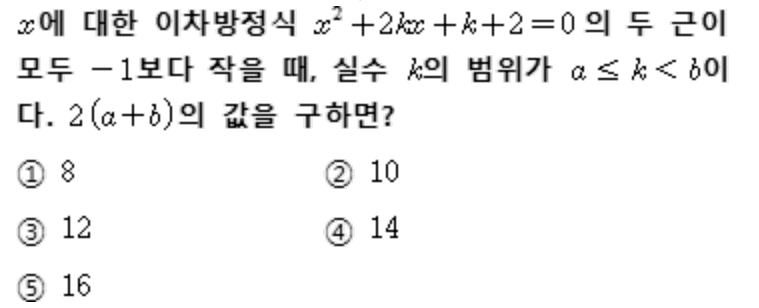 x에 대한 이차방정식 x²+2kx+k+2=0의 두 근이
모두 −1보다 작을 때, 실수 k의 범위가 a≤k<b이
다. 2(a+b)의 값을 구하면?
① 8 ② 10
③ 12 ④ 14
⑤ 16